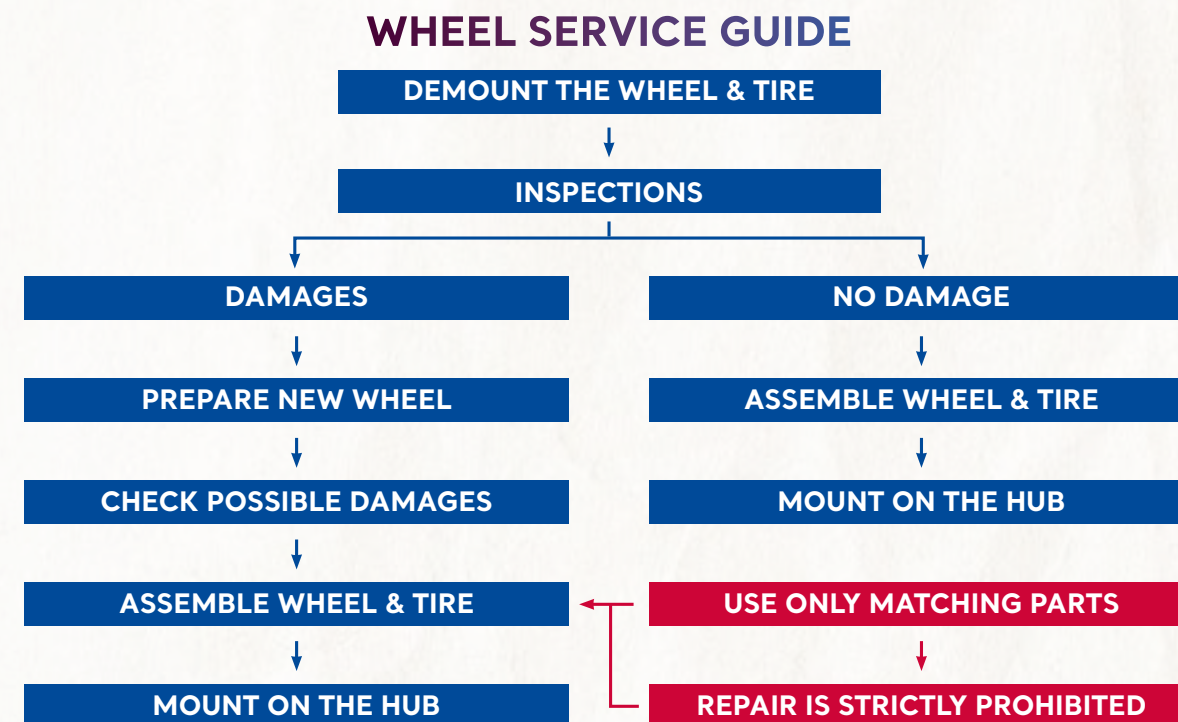 WHEEL SERVICE GUIDE
DEMOUNT THE WHEEL & TIRE
INSPECTIONS
DAMAGES
NO DAMAGE
PREPARE NEW WHEEL
ASSEMBLE WHEEL & TIRE
CHECK POSSIBLE DAMAGES
MOUNT ON THE HUB
ASSEMBLE WHEEL & TIRE
USE ONLY MATCHING PARTS
MOUNT ON THE HUB
REPAIR IS STRICTLY PROHIBITED